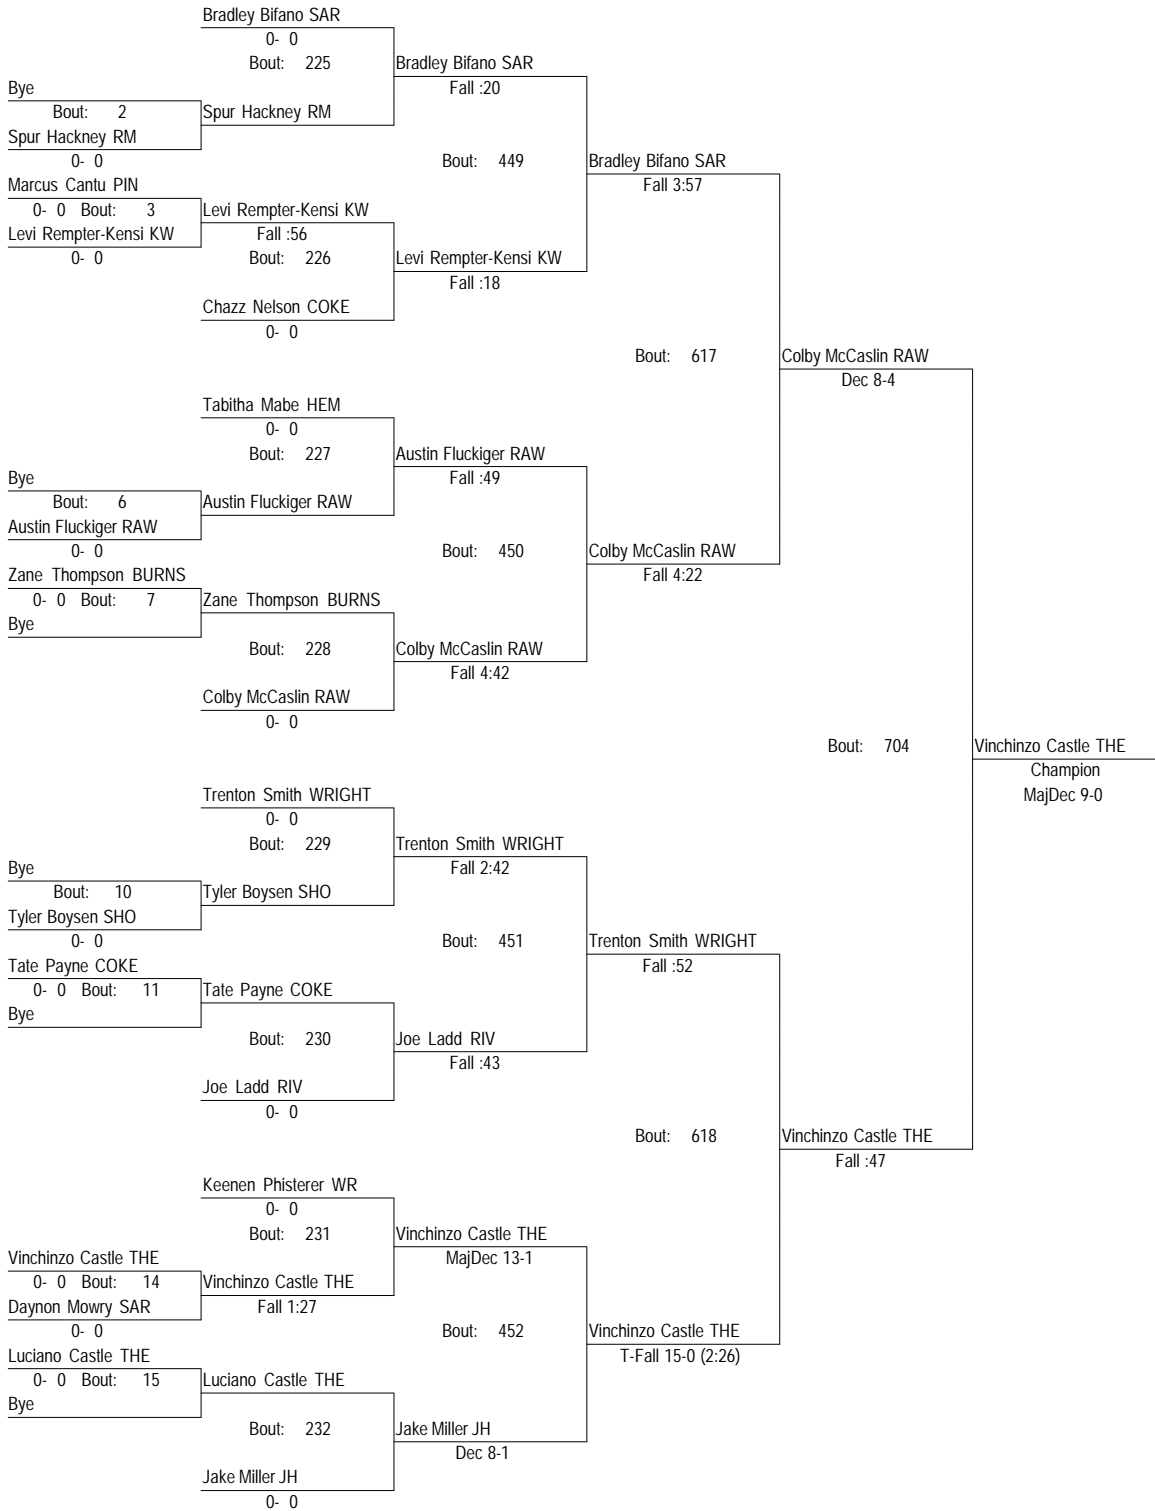 Bradley Bifano SAR
0- 0
Bout: 225
Bradley Bifano SAR
Fall :20
Bye
Bout: 2
Spur Hackney RM
Spur Hackney RM
0- 0
Bout: 449
Bradley Bifano SAR
Fall 3:57
Marcus Cantu PIN
0- 0 Bout: 3
Levi Rempter-Kensi KW
Levi Rempter-Kensi KW
Fall :56
0- 0
Bout: 226
Levi Rempter-Kensi KW
Fall :18
Chazz Nelson COKE
0- 0
Bout: 617
Colby McCaslin RAW
Dec 8-4
Tabitha Mabe HEM
0- 0
Bout: 227
Austin Fluckiger RAW
Fall :49
Bye
Bout: 6
Austin Fluckiger RAW
Austin Fluckiger RAW
0- 0
Bout: 450
Colby McCaslin RAW
Fall 4:22
Zane Thompson BURNS
0- 0 Bout: 7
Zane Thompson BURNS
Bye
Bout: 228
Colby McCaslin RAW
Fall 4:42
Colby McCaslin RAW
0- 0
Bout: 704
Vinchinzo Castle THE
Champion
MajDec 9-0
Trenton Smith WRIGHT
0- 0
Bout: 229
Trenton Smith WRIGHT
Fall 2:42
Bye
Bout: 10
Tyler Boysen SHO
Tyler Boysen SHO
0- 0
Bout: 451
Trenton Smith WRIGHT
Fall :52
Tate Payne COKE
0- 0 Bout: 11
Tate Payne COKE
Bye
Bout: 230
Joe Ladd RIV
Fall :43
Joe Ladd RIV
0- 0
Bout: 618
Vinchinzo Castle THE
Fall :47
Keenen Phisterer WR
0- 0
Bout: 231
Vinchinzo Castle THE
MajDec 13-1
Vinchinzo Castle THE
0- 0 Bout: 14
Vinchinzo Castle THE
Daynon Mowry SAR
Fall 1:27
0- 0
Bout: 452
Vinchinzo Castle THE
T-Fall 15-0 (2:26)
Luciano Castle THE
0- 0 Bout: 15
Luciano Castle THE
Bye
Bout: 232
Jake Miller JH
Dec 8-1
Jake Miller JH
0- 0